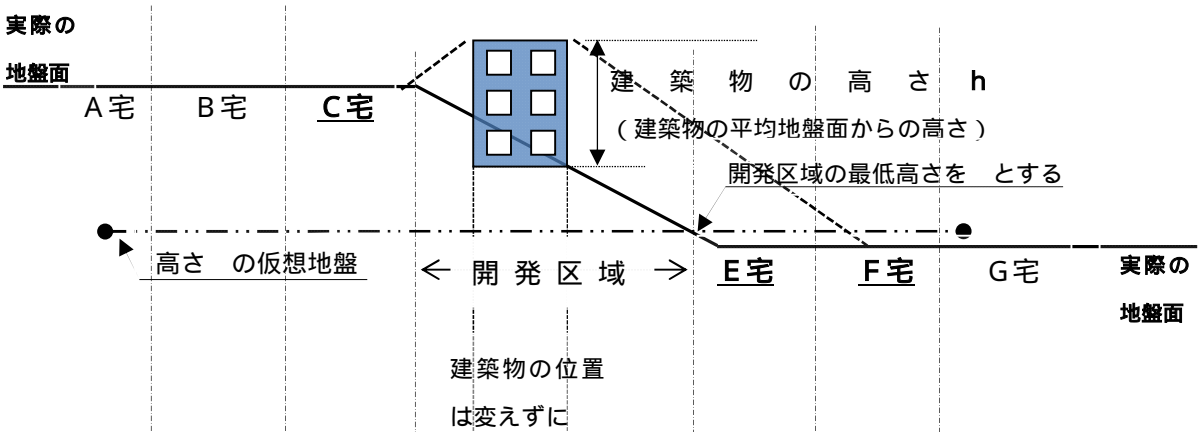 実際の
地盤面
A宅
B宅
C宅
建築物の高さh
（建築物の平均地盤面からの高さ）
開発区域の最低高さを　とする
高さ　の仮想地盤
開発区域
E宅
F宅
G宅
実際の
地盤面
建築物の位置
は変えずに